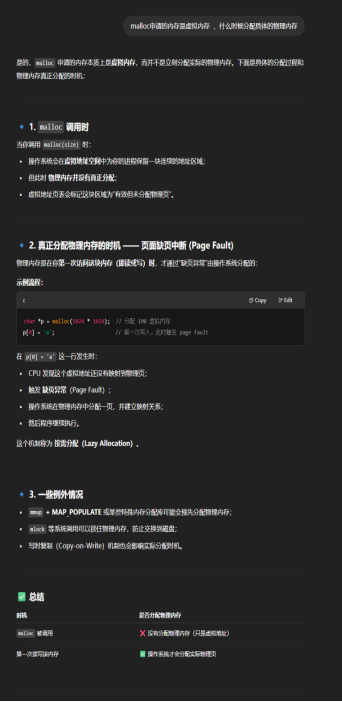 malloc申请的内存是虚拟内存 ，什么时候分配具体的物理内存
是的，malloc 申请的内存本质上是虚拟内存，而并不是立刻分配实际的物理内存。下面是具体的分配过程和
物理内存真正分配的时机：
1. malloc 调用时
当你调用 malloc(size) 时：
• 操作系统会在虚拟地址空间中为你的进程保留一块连续的地址区域；
• 但此时 物理内存并没有真正分配；
• 虚拟地址页表会标记这块区域为“有效但未分配物理页”。
2. 真正分配物理内存的时机 —— 页面缺页中断 (Page Fault)
物理内存是在你第一次访问这块内存（即读或写）时，才通过“缺页异常”由操作系统分配的：
示例流程：
c Copy Edit
char *p = malloc(1024 * 1024); // 分配 1MB 虚拟内存
p[0] = 'a'; // 第一次写入，此时触发 page fault
在 p[0] = 'a' 这一行发生时：
• CPU 发现这个虚拟地址还没有映射到物理页；
• 触发 缺页异常（Page Fault）；
• 操作系统在物理内存中分配一页，并建立映射关系；
• 然后程序继续执行。
这个机制称为 按需分配（Lazy Allocation）。
3. 一些例外情况
• mmap + MAP_POPULATE 或某些特殊内存分配库可能会预先分配物理内存；
• mlock 等系统调用可以锁住物理内存，防止交换到磁盘；
• 写时复制（Copy-on-Write）机制也会影响实际分配时机。
✅ 总结
时机 是否分配物理内存
malloc 被调用 ❌ 没有分配物理内存（只是虚拟地址）
第一次读写该内存 ✅ 操作系统才会分配实际物理页